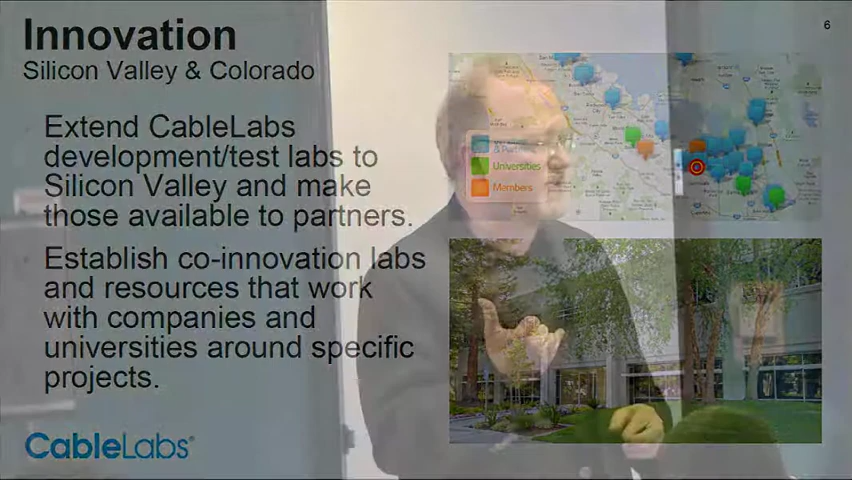 6
Innovation
Silicon Valley & Colorado
Extend CableLabs
development/test labs to
Silicon Valley and make
those available to partners.
Establish co-innovation labs
and resources that work
with companies and
universities around specific
projects.
Universities
Members
CableLabs®